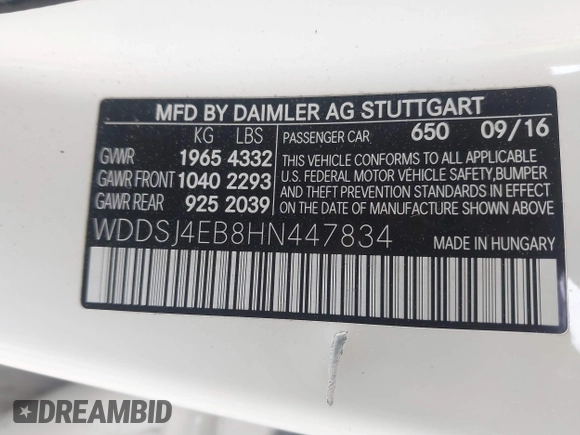 MFD BY DAIMLER AG STUTTGART
KG LBS
GVWR 1965 4332
GAWR FRONT 1040 2293
GAWR REAR 925 2039
PASSENGER CAR 650 09/16
THIS VEHICLE CONFORMS TO ALL APPLICABLE
U.S. FEDERAL MOTOR VEHICLE SAFETY,BUMPER
AND THEFT PREVENTION STANDARDS IN EFFECT
ON DATE OF MANUFACTURE SHOWN ABOVE
WDDSJ4EB8HN447834
MADE IN HUNGARY
DREAMBID